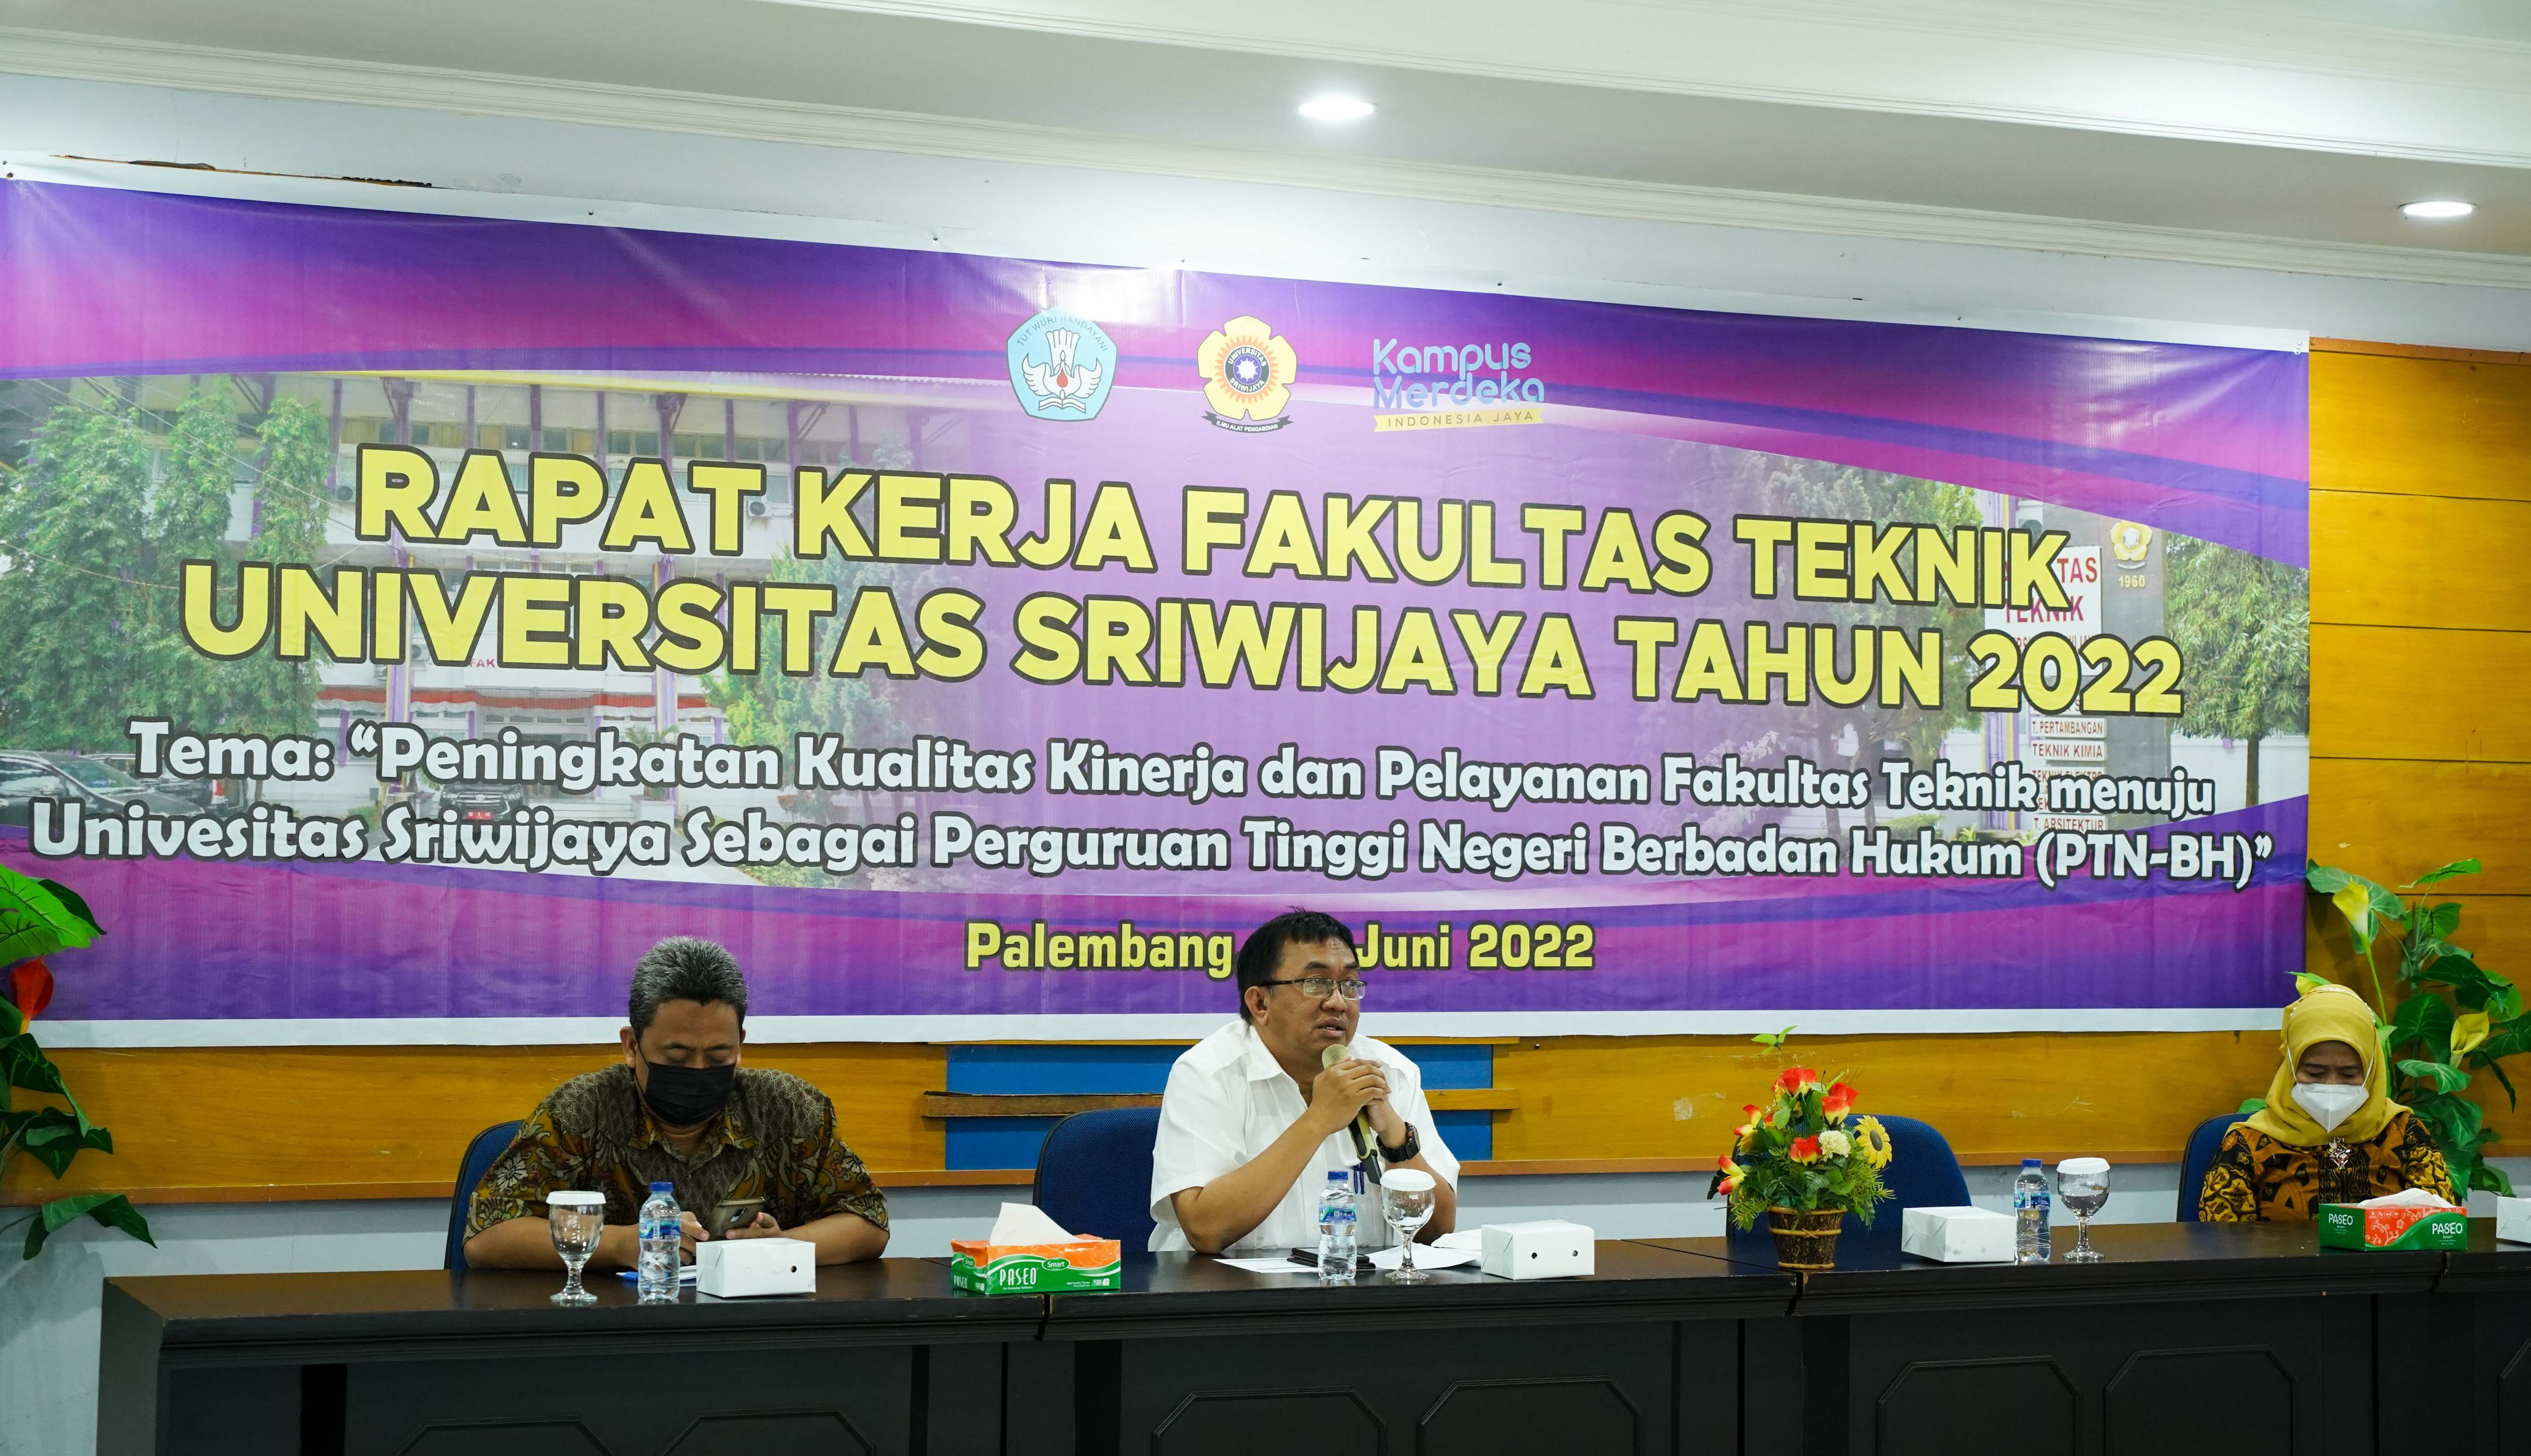 TUT WURI HANDAYANI
UNIVERSITAS
SRIWIJAYA
ILMU ALAT PENGABDIAN
Kampus
Merdeka
INDONESIA JAYA
RAPAT KERJA FAKULTAS TEKNIK
UNIVERSITAS SRIWIJAYA TAHUN 2022
Tema: “Peningkatan Kualitas Kinerja dan Pelayanan Fakultas Teknik menuju
Univesitas Sriwijaya Sebagai Perguruan Tinggi Negeri Berbadan Hukum (PTN-BH)”
Palembang Juni 2022
1960
TEKNIK
T. PERTAMBANGAN
TEKNIK KIMIA
T. ARSITEKTUR
PASEO
Smart
PASEO
PASEO